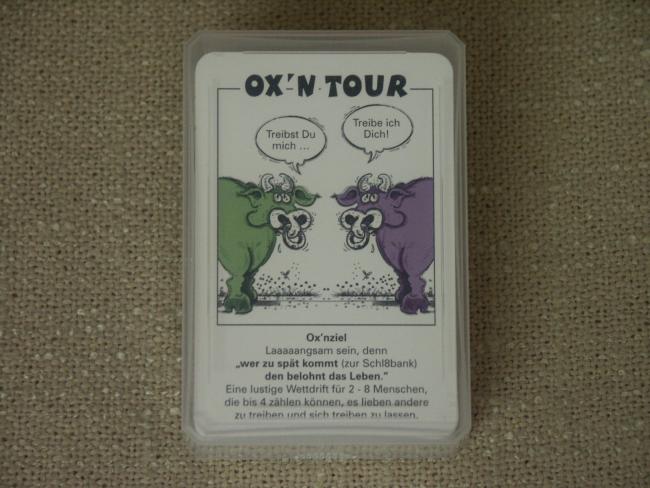 OX'N TOUR
Treibst Du
mich ...
Treibe ich
Dich!
Ox'nziel
Laaaaangsam sein, denn
„wer zu spät kommt (zur Schl8bank)
den belohnt das Leben.“
Eine lustige Wettdrift für 2 - 8 Menschen,
die bis 4 zählen können, es lieben andere
zu treiben und sich treiben zu lassen.